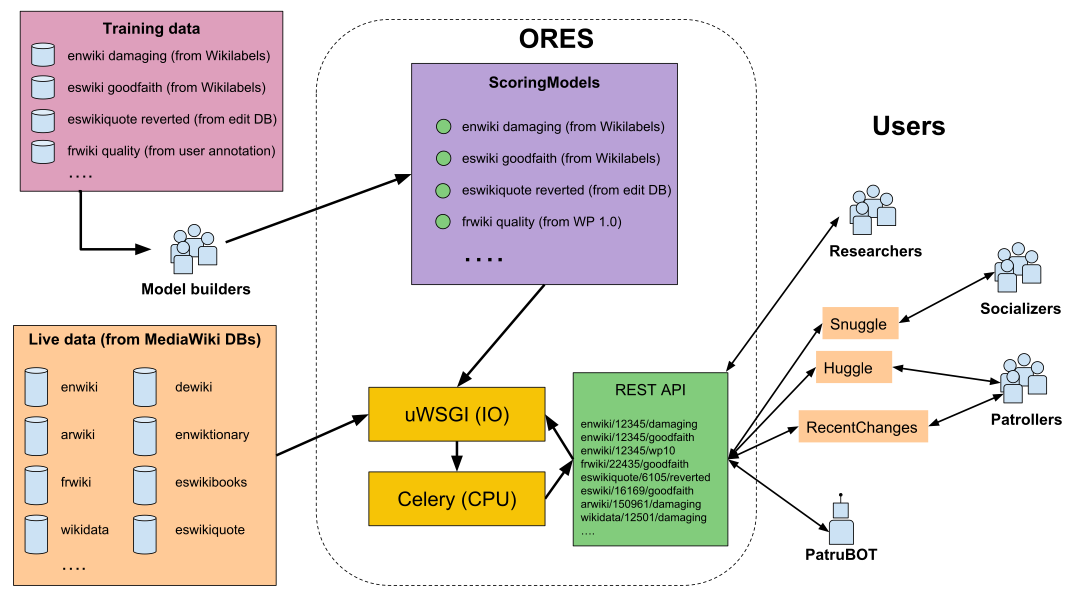 Training data
enwiki damaging (from Wikilabels)
eswiki goodfaith (from Wikilabels)
eswikiquote reverted (from edit DB)
frwiki quality (from user annotation)
....
Model builders
Live data (from MediaWiki DBs)
enwiki
dewiki
arwiki
enwiktionary
frwiki
eswikibooks
wikidata
eswikiquote
....
ORES
ScoringModels
enwiki damaging (from Wikilabels)
eswiki goodfaith (from Wikilabels)
eswikiquote reverted (from edit DB)
frwiki quality (from WP 1.0)
....
uWSGI (IO)
Celery (CPU)
REST API
enwiki/12345/damaging
enwiki/12345/goodfaith
enwiki/12345/wp10
frwiki/22435/goodfaith
eswikiquote/6105/reverted
eswiki/16169/goodfaith
arwiki/150961/damaging
wikidata/12501/damaging
....
Users
Researchers
Socializers
Snuggle
Huggle
Patrollers
RecentChanges
PatruBOT